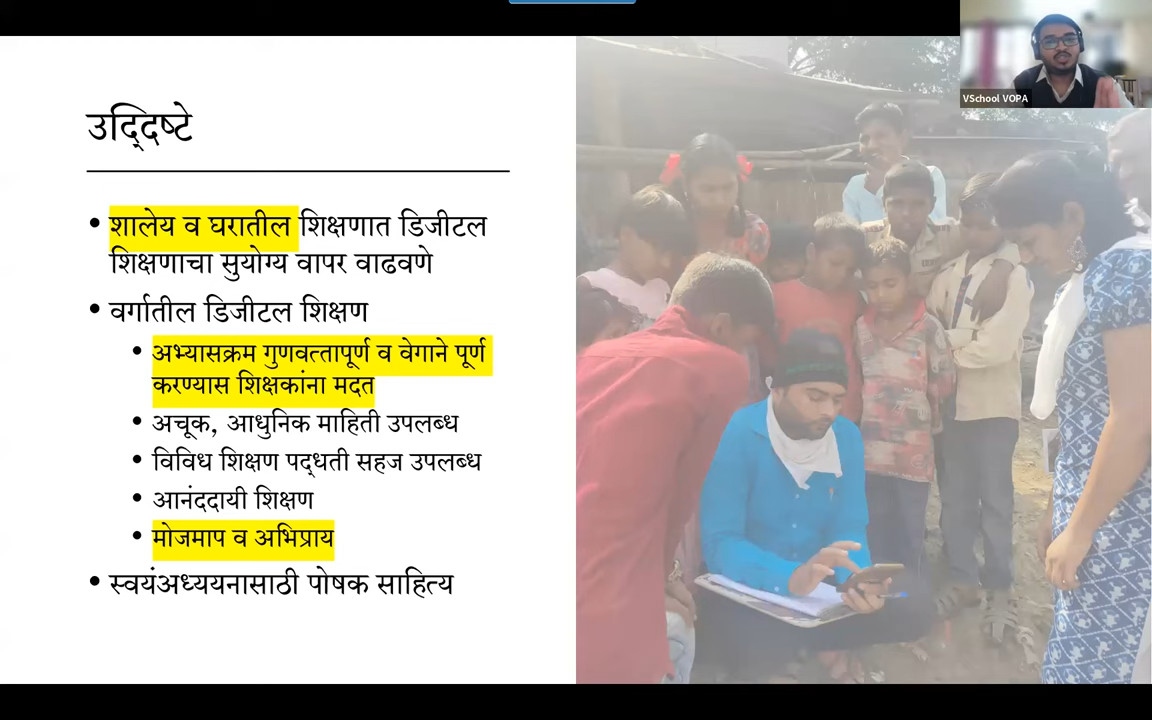 VSchool VOPA
उद्दिष्टे
• शालेय व घरातील शिक्षणात डिजीटल
शिक्षणाचा सुयोग्य वापर वाढवणे
• वर्गातील डिजीटल शिक्षण
• अभ्यासक्रम गुणवत्तापूर्ण व वेगाने पूर्ण
करण्यास शिक्षकांना मदत
• अचूक, आधुनिक माहिती उपलब्ध
• विविध शिक्षण पद्धती सहज उपलब्ध
• आनंददायी शिक्षण
• मोजमाप व अभिप्राय
• स्वयंअध्ययनासाठी पोषक साहित्य